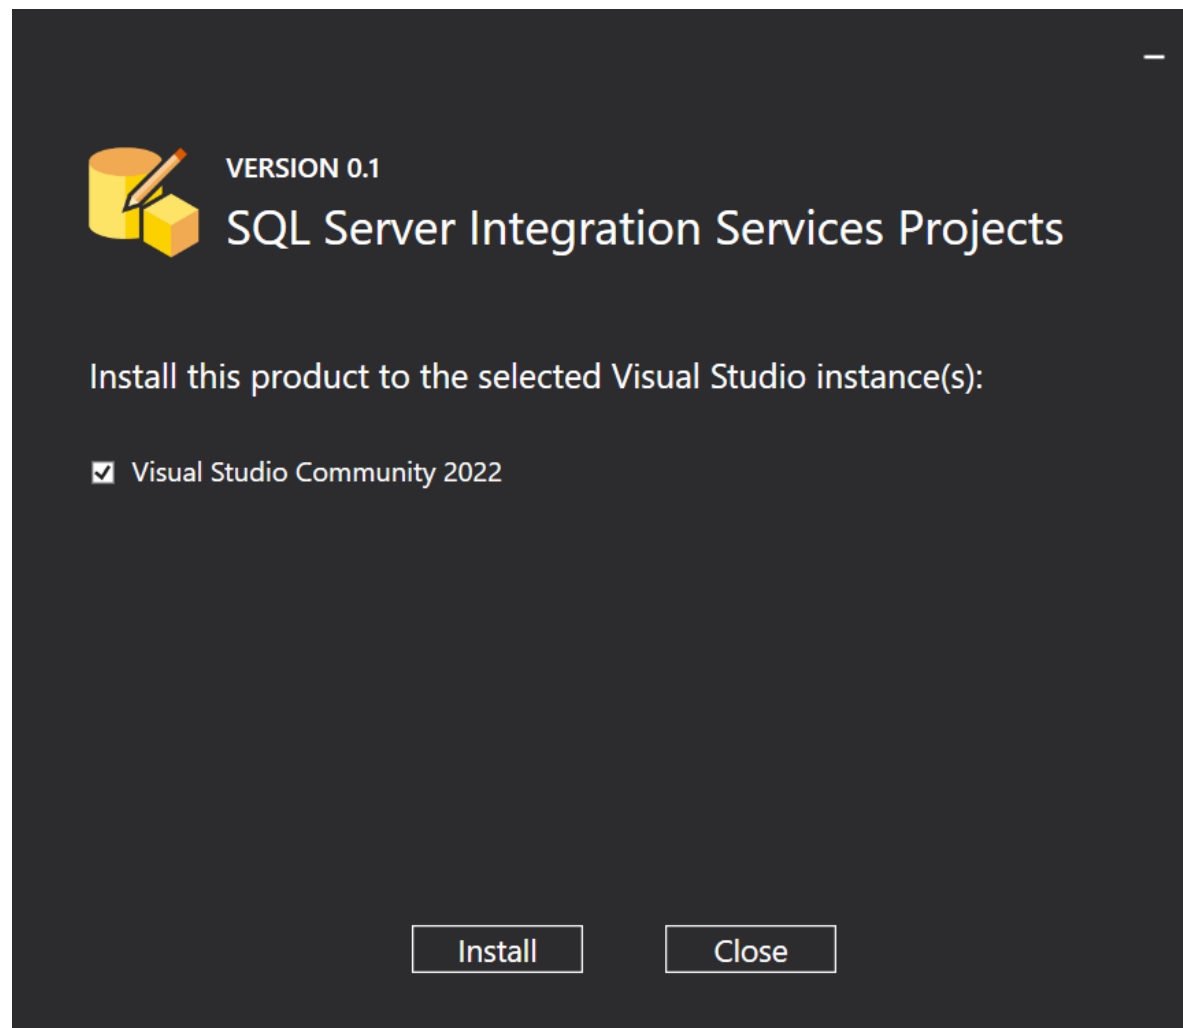 VERSION 0.1
SQL Server Integration Services Projects
Install this product to the selected Visual Studio instance(s):
Visual Studio Community 2022
Install
Close